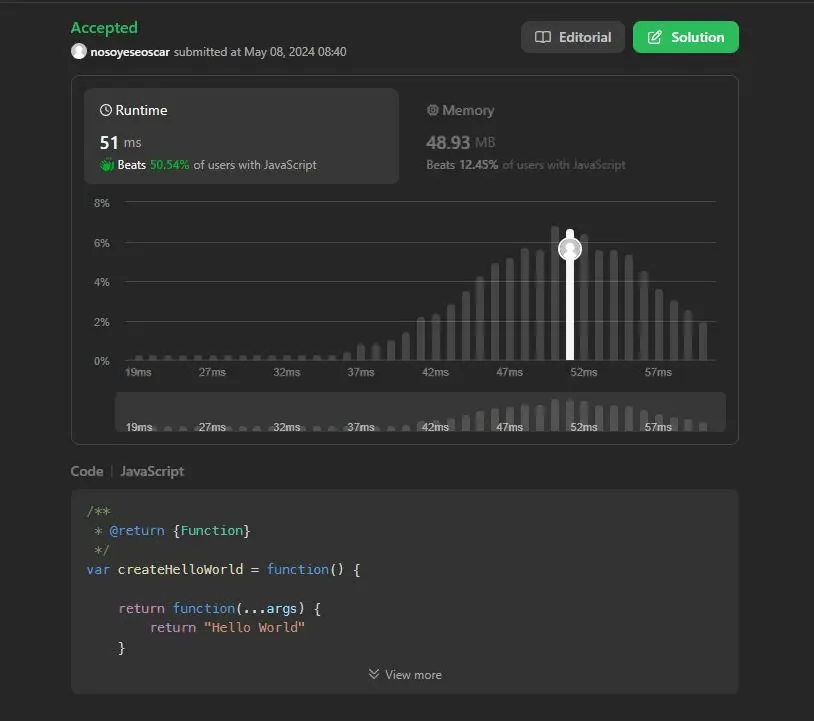 Accepted
Editorial
Solution
nosoyeseoscar submitted at May 08, 2024 08:40
Runtime
51 ms
Beats 50.54% of users with JavaScript
Memory
48.93 MB
Beats 12.45% of users with JavaScript
8%
6%
4%
2%
0%
19ms 27ms 32ms 37ms 42ms 47ms 52ms 57ms
19ms 27ms 32ms 37ms 42ms 47ms 52ms 57ms
Code | JavaScript
/**
 * @return {Function}
 */
var createHelloWorld = function() {
    return function(...args) {
        return "Hello World"
    }
View more